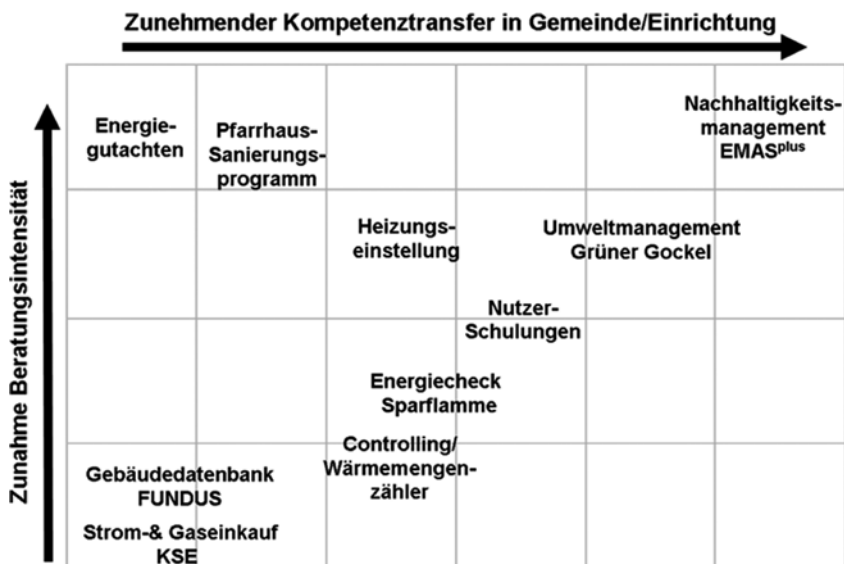 Zunehmender Kompetenztransfer in Gemeinde/Einrichtung
Zunahme Beratungsintensität
Energie-
gutachten
Pfarrhaus-
Sanierungs-
programm
Nachhaltigkeits-
management
EMASplus
Heizungs-
einstellung
Umweltmanagement
Grüner Gockel
Nutzer-
Schulungen
Energiecheck
Sparflamme
Controlling/
Wärmemengen-
zähler
Gebäudedatenbank
FUNDUS
Strom-& Gaseinkauf
KSE